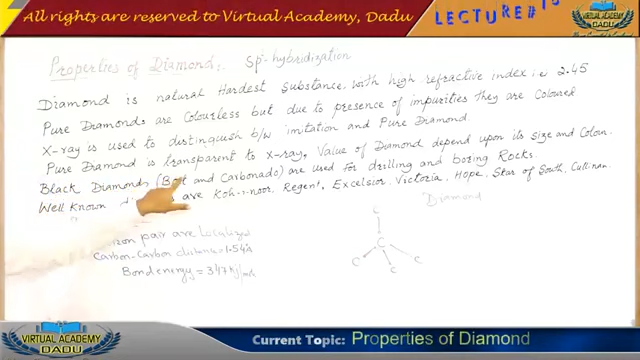 All rights are reserved to Virtual Academy, Dadu
LECTURE#15
Properties of Diamond: Sp³ hybridization
Diamond is natural Hardest Substance, with high refractive index i.e 2.45
Pure Diamonds are Colourless but due to presence of impurities they are Coloured
X-ray is used to distinguish b/w imitation and Pure Diamond
Pure Diamond is transparent to X-ray, Value of Diamond depend upon its size and Colour.
Black Diamonds (Bort and Carbonado) are used for drilling and boring Rocks.
Well Known are Koh-i-noor, Regent, Excelsior, Victoria, Hope, Star of South, Cullinan.
Diamond
pair are Localized
Carbon-Carbon distance = 1.54Å
Bond energy = 347 KJ/mol
C
C
C C C
VIRTUAL ACADEMY
DADU
Current Topic: Properties of Diamond
VIRTUAL ACADEMY
DADU